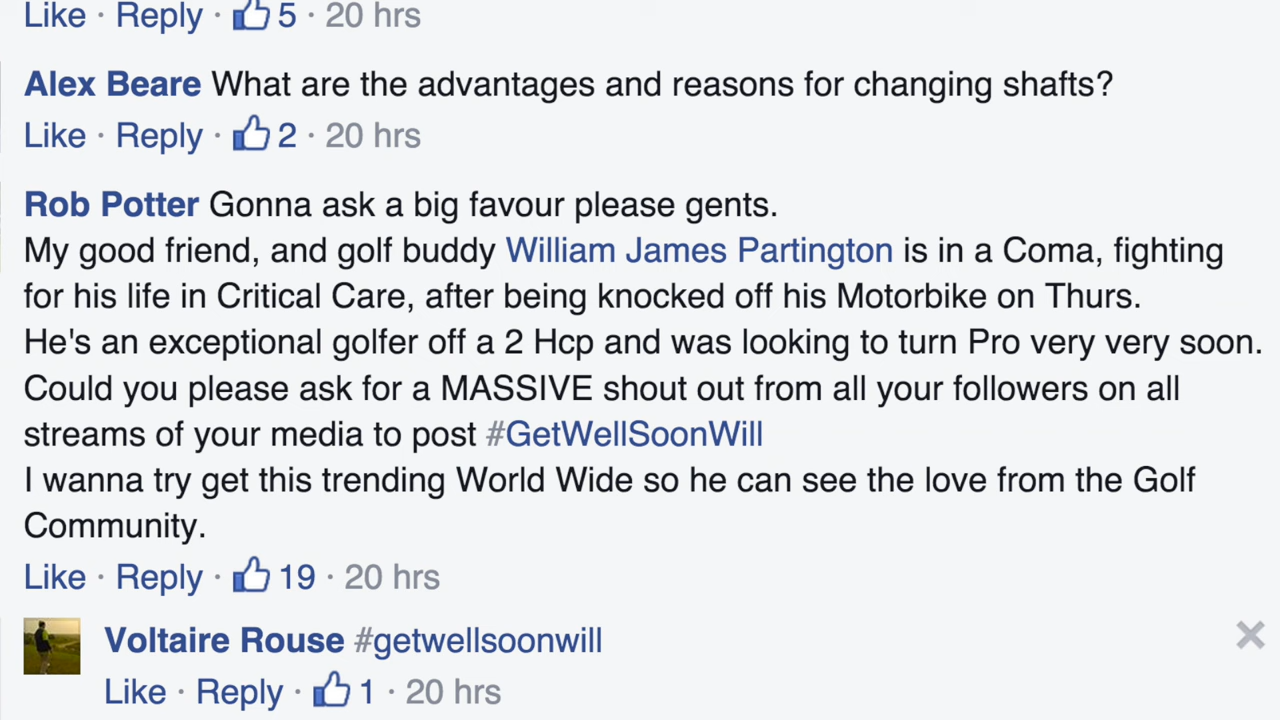 Like · Reply · 5 · 20 hrs
Alex Beare What are the advantages and reasons for changing shafts?
Like · Reply · 2 · 20 hrs
Rob Potter Gonna ask a big favour please gents.
My good friend, and golf buddy William James Partington is in a Coma, fighting
for his life in Critical Care, after being knocked off his Motorbike on Thurs.
He's an exceptional golfer off a 2 Hcp and was looking to turn Pro very very soon.
Could you please ask for a MASSIVE shout out from all your followers on all
streams of your media to post #GetWellSoonWill
I wanna try get this trending World Wide so he can see the love from the Golf
Community.
Like · Reply · 19 · 20 hrs
Voltaire Rouse #getwellsoonwill
Like · Reply · 1 · 20 hrs